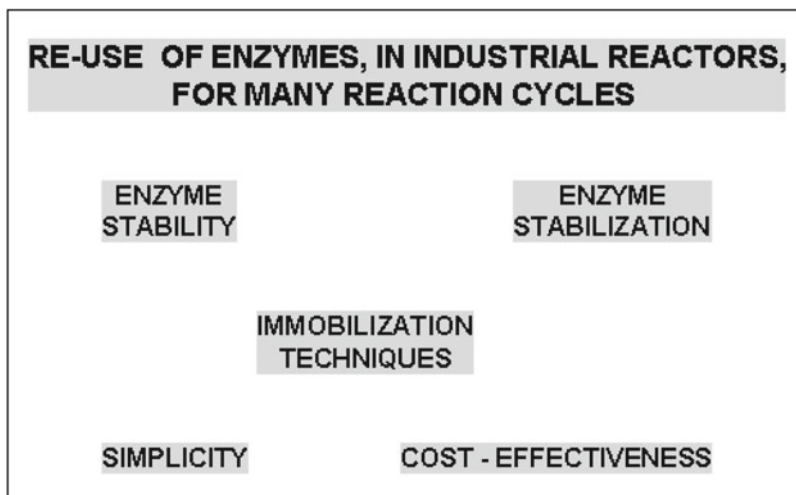 RE-USE OF ENZYMES, IN INDUSTRIAL REACTORS,
FOR MANY REACTION CYCLES
ENZYME
STABILITY
ENZYME
STABILIZATION
IMMOBILIZATION
TECHNIQUES
SIMPLICITY
COST - EFFECTIVENESS